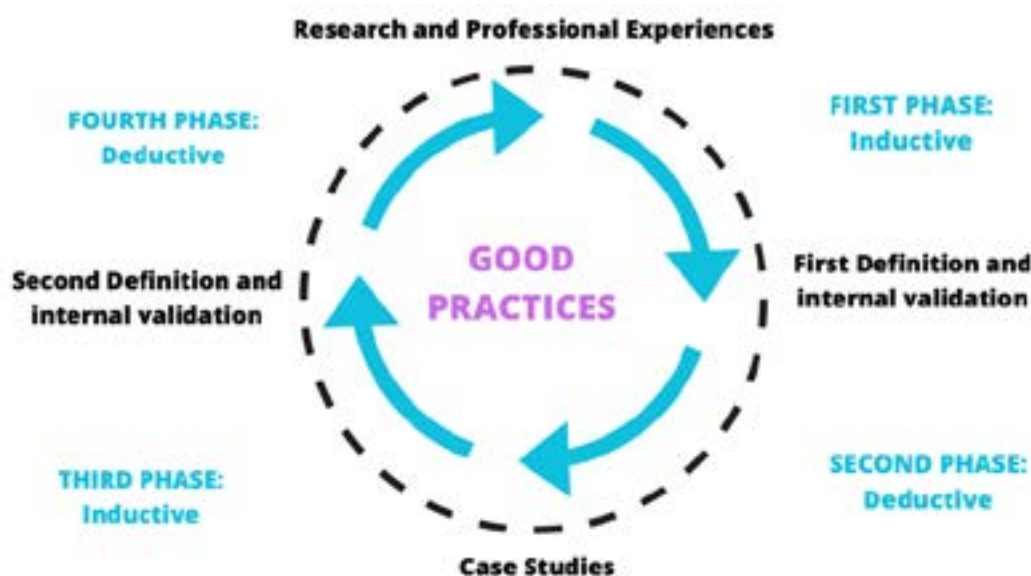 Research and Professional Experiences
FOURTH PHASE:
Deductive
FIRST PHASE:
Inductive
GOOD
PRACTICES
Second Definition and
internal validation
First Definition and
internal validation
THIRD PHASE:
Inductive
SECOND PHASE:
Deductive
Case Studies